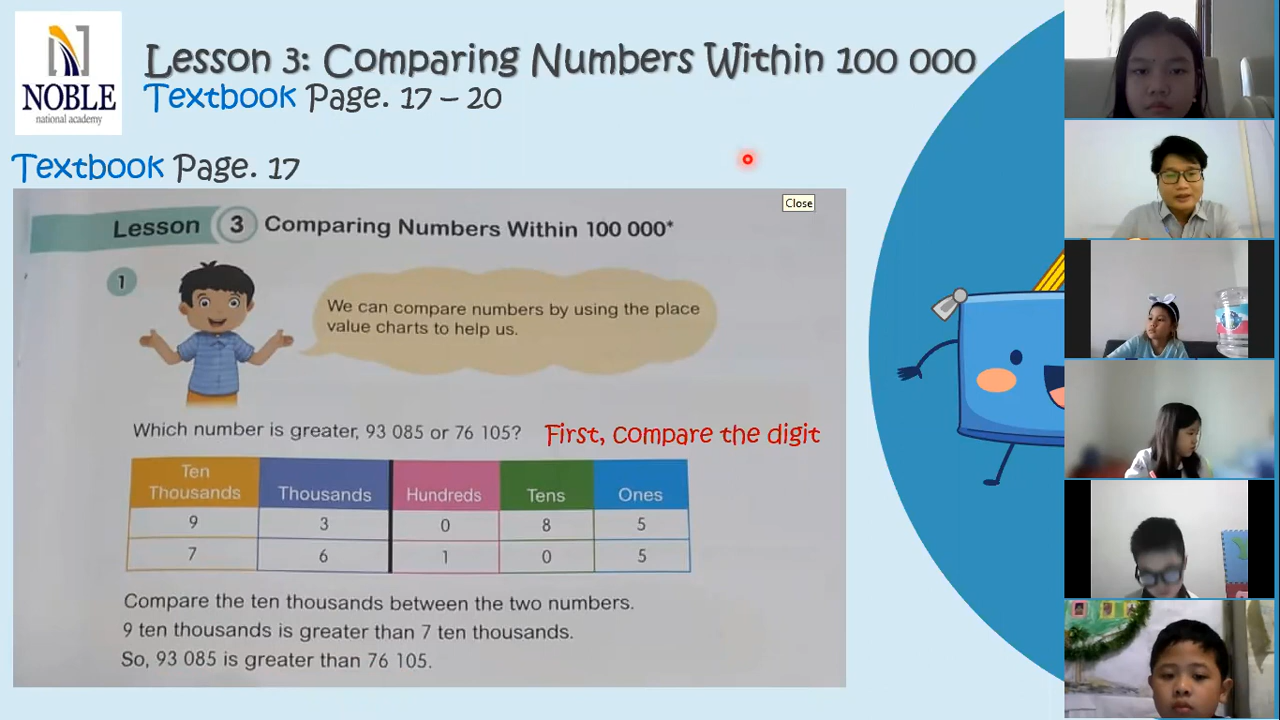 NOBLE
national academy
Lesson 3: Comparing Numbers Within 100 000
Textbook Page. 17 – 20
Textbook Page. 17
Close
Lesson 3 Comparing Numbers Within 100 000*
1
We can compare numbers by using the place
value charts to help us.
Which number is greater, 93 085 or 76 105?
First, compare the digit
Ten Thousands Thousands Hundreds Tens Ones
9 3 0 8 5
7 6 1 0 5
Compare the ten thousands between the two numbers.
9 ten thousands is greater than 7 ten thousands.
So, 93 085 is greater than 76 105.